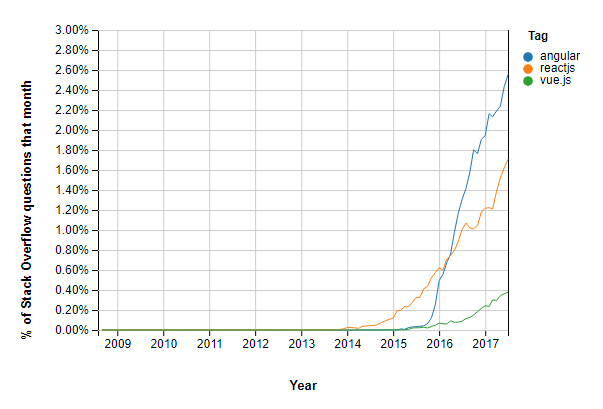 % of Stack Overflow questions that month
3.00%
2.80%
2.60%
2.40%
2.20%
2.00%
1.80%
1.60%
1.40%
1.20%
1.00%
0.80%
0.60%
0.40%
0.20%
0.00%
2009 2010 2011 2012 2013 2014 2015 2016 2017
Year
Tag
angular
reactjs
vue.js